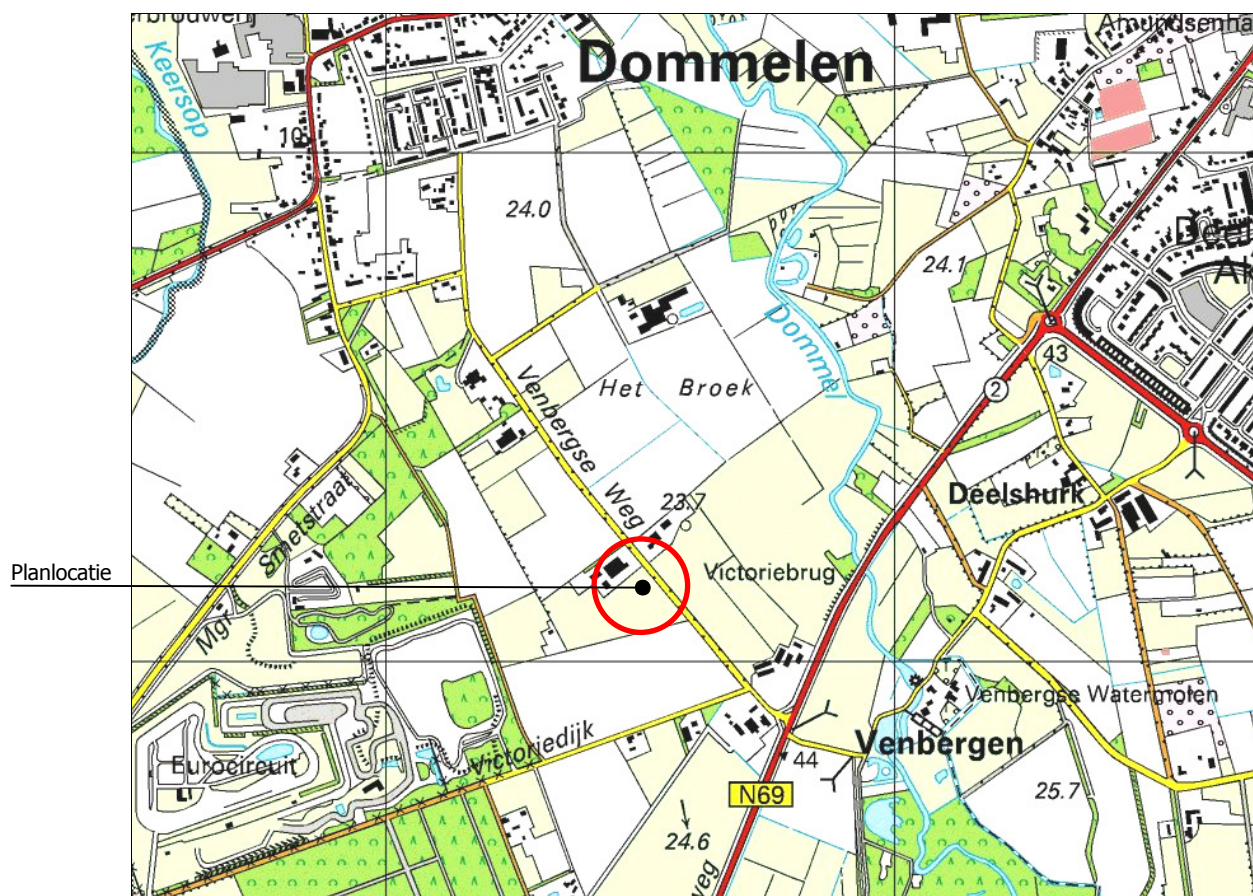 Dommelen
Keersop
10
24.0
24.1
Dommel
43
2
Het Broek
Venbergse Weg
Deelshurk
23.7
Victoriebrug
Planlocatie
Smetstraat
Mgr
Venbergse Watermolen
Victoriedijk
Venbergen
Eurocircuit
44
N69
25.7
24.6
weg